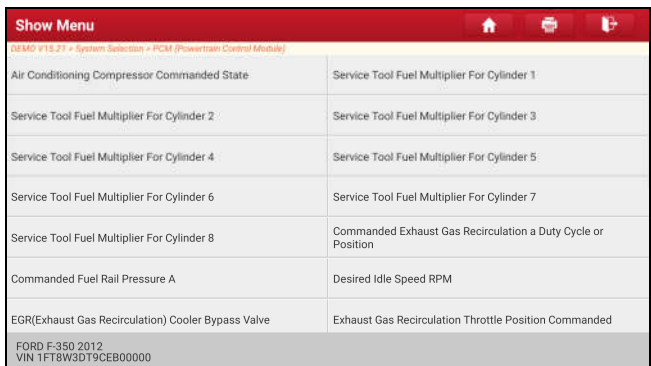 Show Menu
DEMO V15.21 > System Selection > PCM (Powertrain Control Module)
Air Conditioning Compressor Commanded State
Service Tool Fuel Multiplier For Cylinder 1
Service Tool Fuel Multiplier For Cylinder 2
Service Tool Fuel Multiplier For Cylinder 3
Service Tool Fuel Multiplier For Cylinder 4
Service Tool Fuel Multiplier For Cylinder 5
Service Tool Fuel Multiplier For Cylinder 6
Service Tool Fuel Multiplier For Cylinder 7
Service Tool Fuel Multiplier For Cylinder 8
Commanded Exhaust Gas Recirculation a Duty Cycle or
Position
Commanded Fuel Rail Pressure A
Desired Idle Speed RPM
EGR(Exhaust Gas Recirculation) Cooler Bypass Valve
Exhaust Gas Recirculation Throttle Position Commanded
FORD F-350 2012
VIN 1FT8W3DT9CEB00000